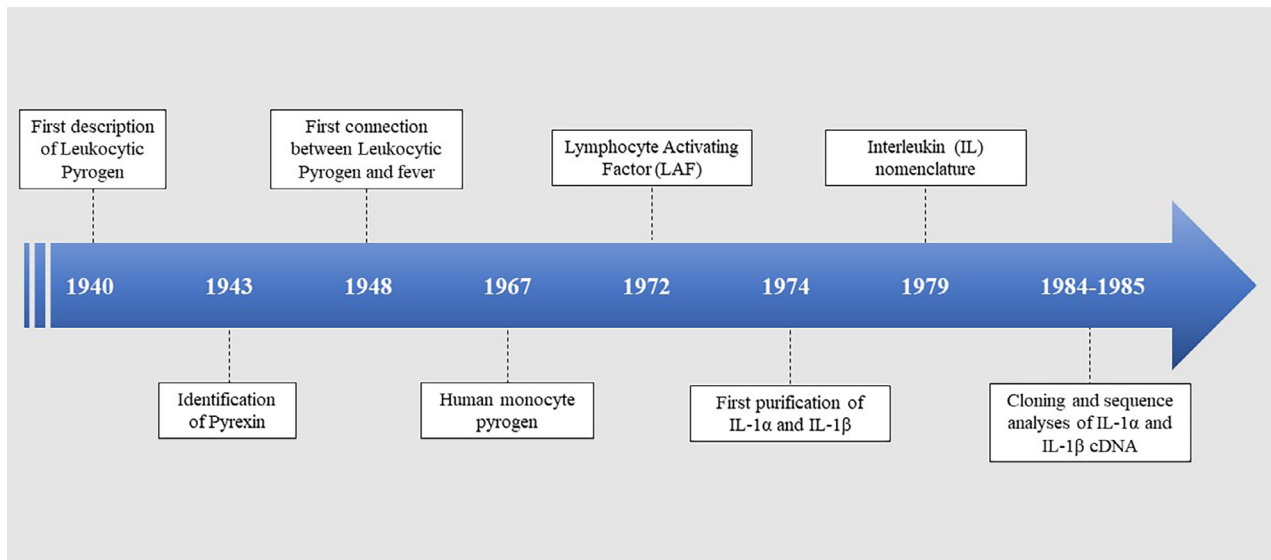 First description
of Leukocytic
Pyrogen
First connection
between Leukocytic
Pyrogen and fever
Lymphocyte Activating
Factor (LAF)
Interleukin (IL)
nomenclature
1940
1943
1948
1967
1972
1974
1979
1984-1985
Identification
of Pyrexin
Human monocyte
pyrogen
First purification of
IL-1α and IL-1β
Cloning and sequence
analyses of IL-1α and
IL-1β cDNA